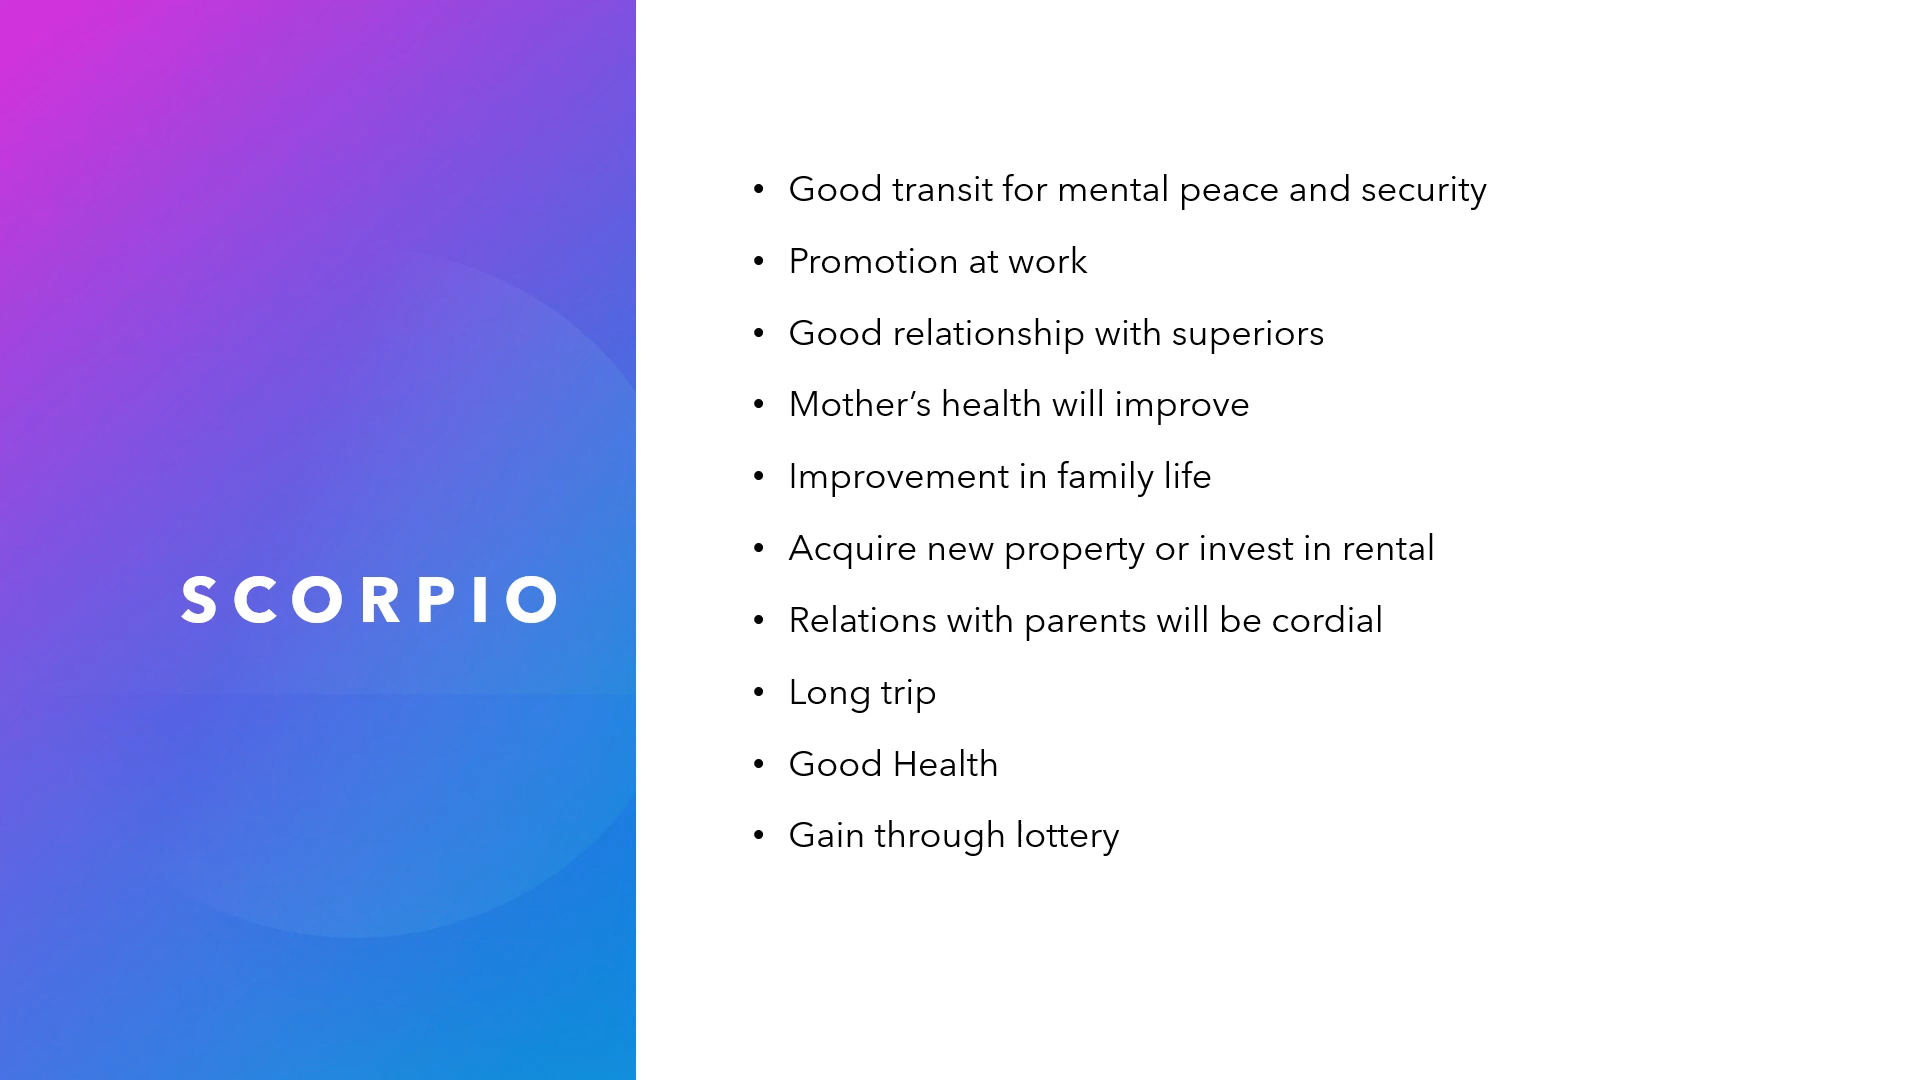 SCORPIO
• Good transit for mental peace and security
• Promotion at work
• Good relationship with superiors
• Mother’s health will improve
• Improvement in family life
• Acquire new property or invest in rental
• Relations with parents will be cordial
• Long trip
• Good Health
• Gain through lottery